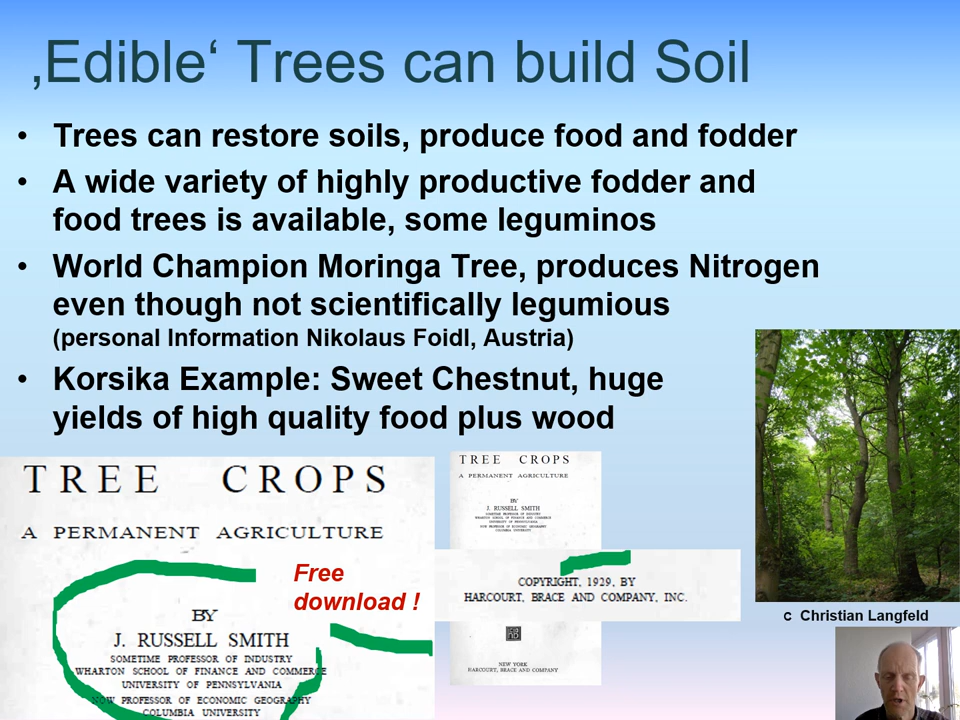 ‚Edible‘ Trees can build Soil
• Trees can restore soils, produce food and fodder
• A wide variety of highly productive fodder and
food trees is available, some leguminos
• World Champion Moringa Tree, produces Nitrogen
even though not scientifically legumious
(personal Information Nikolaus Foidl, Austria)
• Korsika Example: Sweet Chestnut, huge
yields of high quality food plus wood
TREE CROPS
A PERMANENT AGRICULTURE
BY
J. RUSSELL SMITH
SOMETIME PROFESSOR OF INDUSTRY
WHARTON SCHOOL OF FINANCE AND COMMERCE
UNIVERSITY OF PENNSYLVANIA
NOW PROFESSOR OF ECONOMIC GEOGRAPHY
COLUMBIA UNIVERSITY
Free
download !
TREE CROPS
A PERMANENT AGRICULTURE
BY
J. RUSSELL SMITH
SOMETIME PROFESSOR OF INDUSTRY
WHARTON SCHOOL OF FINANCE AND COMMERCE
UNIVERSITY OF PENNSYLVANIA
NOW PROFESSOR OF ECONOMIC GEOGRAPHY
COLUMBIA UNIVERSITY
COPYRIGHT, 1929, BY
HARCOURT, BRACE AND COMPANY, INC.
NEW YORK
HARCOURT, BRACE AND COMPANY
c Christian Langfeld